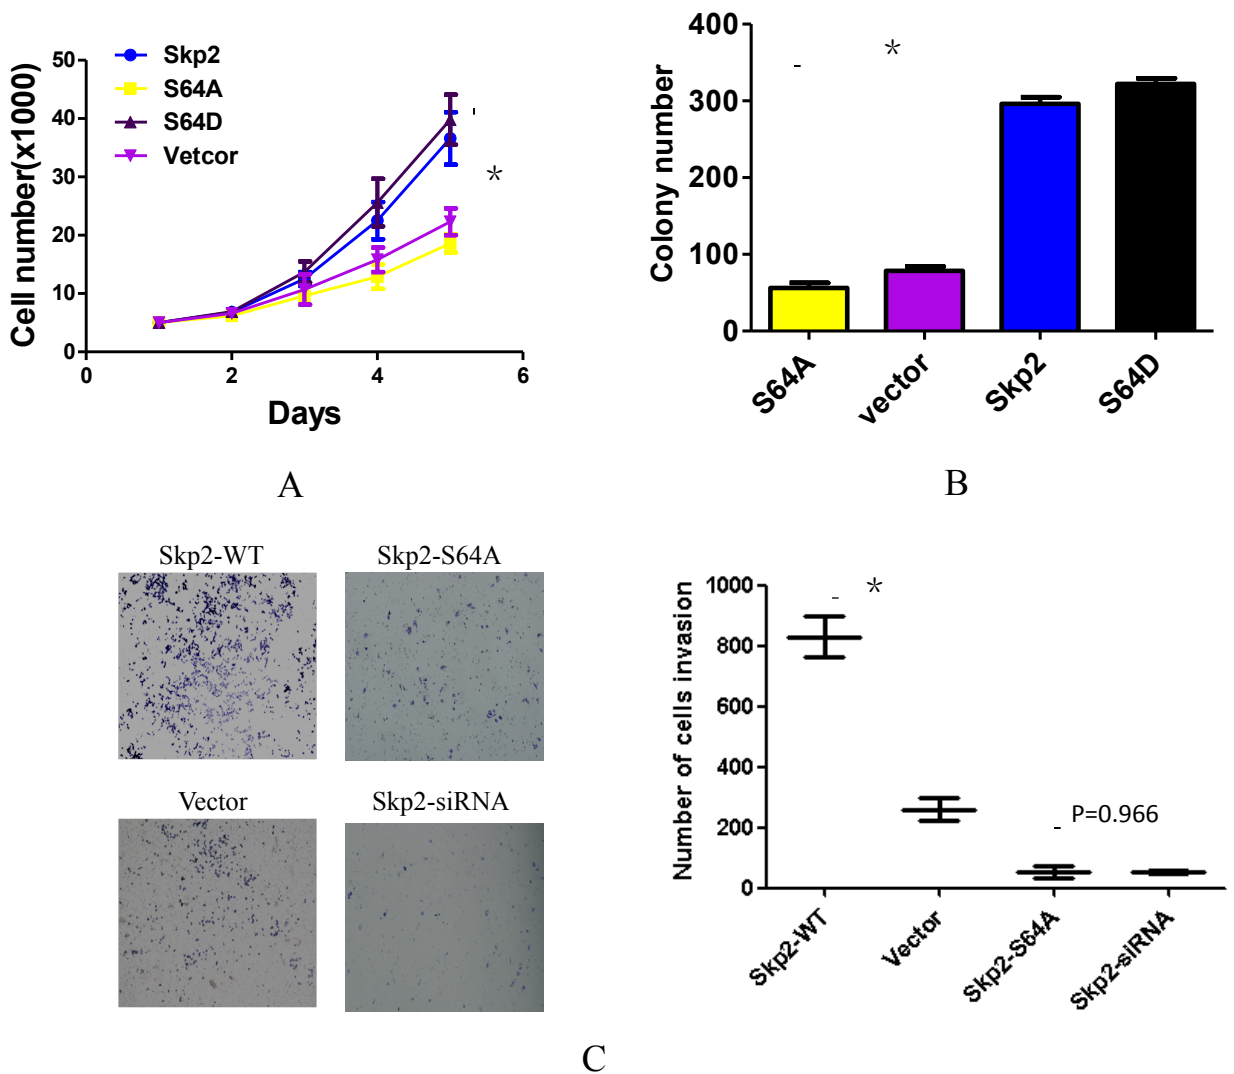 Skp2
S64A
S64D
Vetcor
Cell number(x1000)
50
40
30
20
10
0
0
2
4
6
Days
*
A
Colony number
400
300
200
100
0
*
S64A
vector
Skp2
S64D
B
Skp2-WT
Skp2-S64A
Vector
Skp2-siRNA
Number of cells invasion
1000
800
600
400
200
0
*
P=0.966
Skp2-WT
Vector
Skp2-S64A
Skp2-siRNA
C